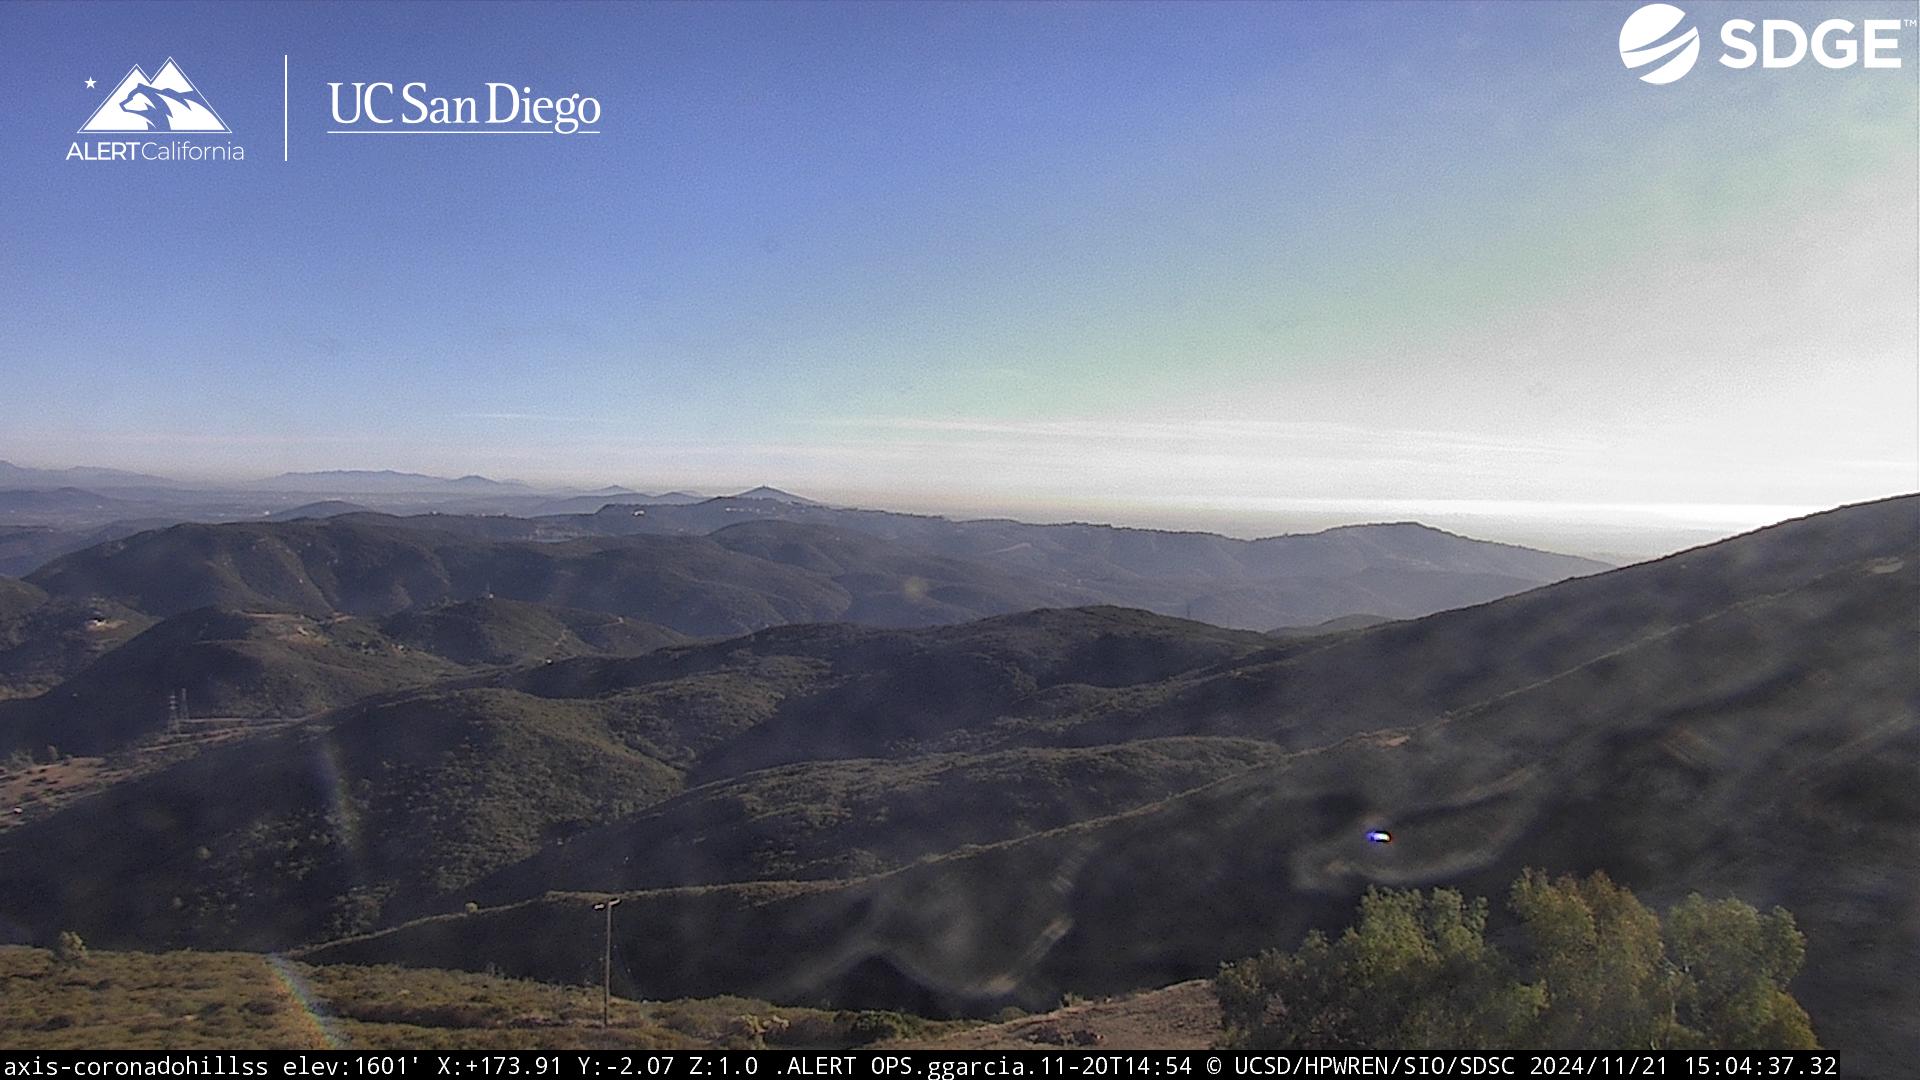 ALERTCalifornia
UC San Diego
SDGE™
axis-coronadohillss elev:1601' X:+173.91 Y:-2.07 Z:1.0 .ALERT OPS.ggarcia.11-20T14:54 © UCSD/HPWREN/SIO/SDSC 2024/11/21 15:04:37.32